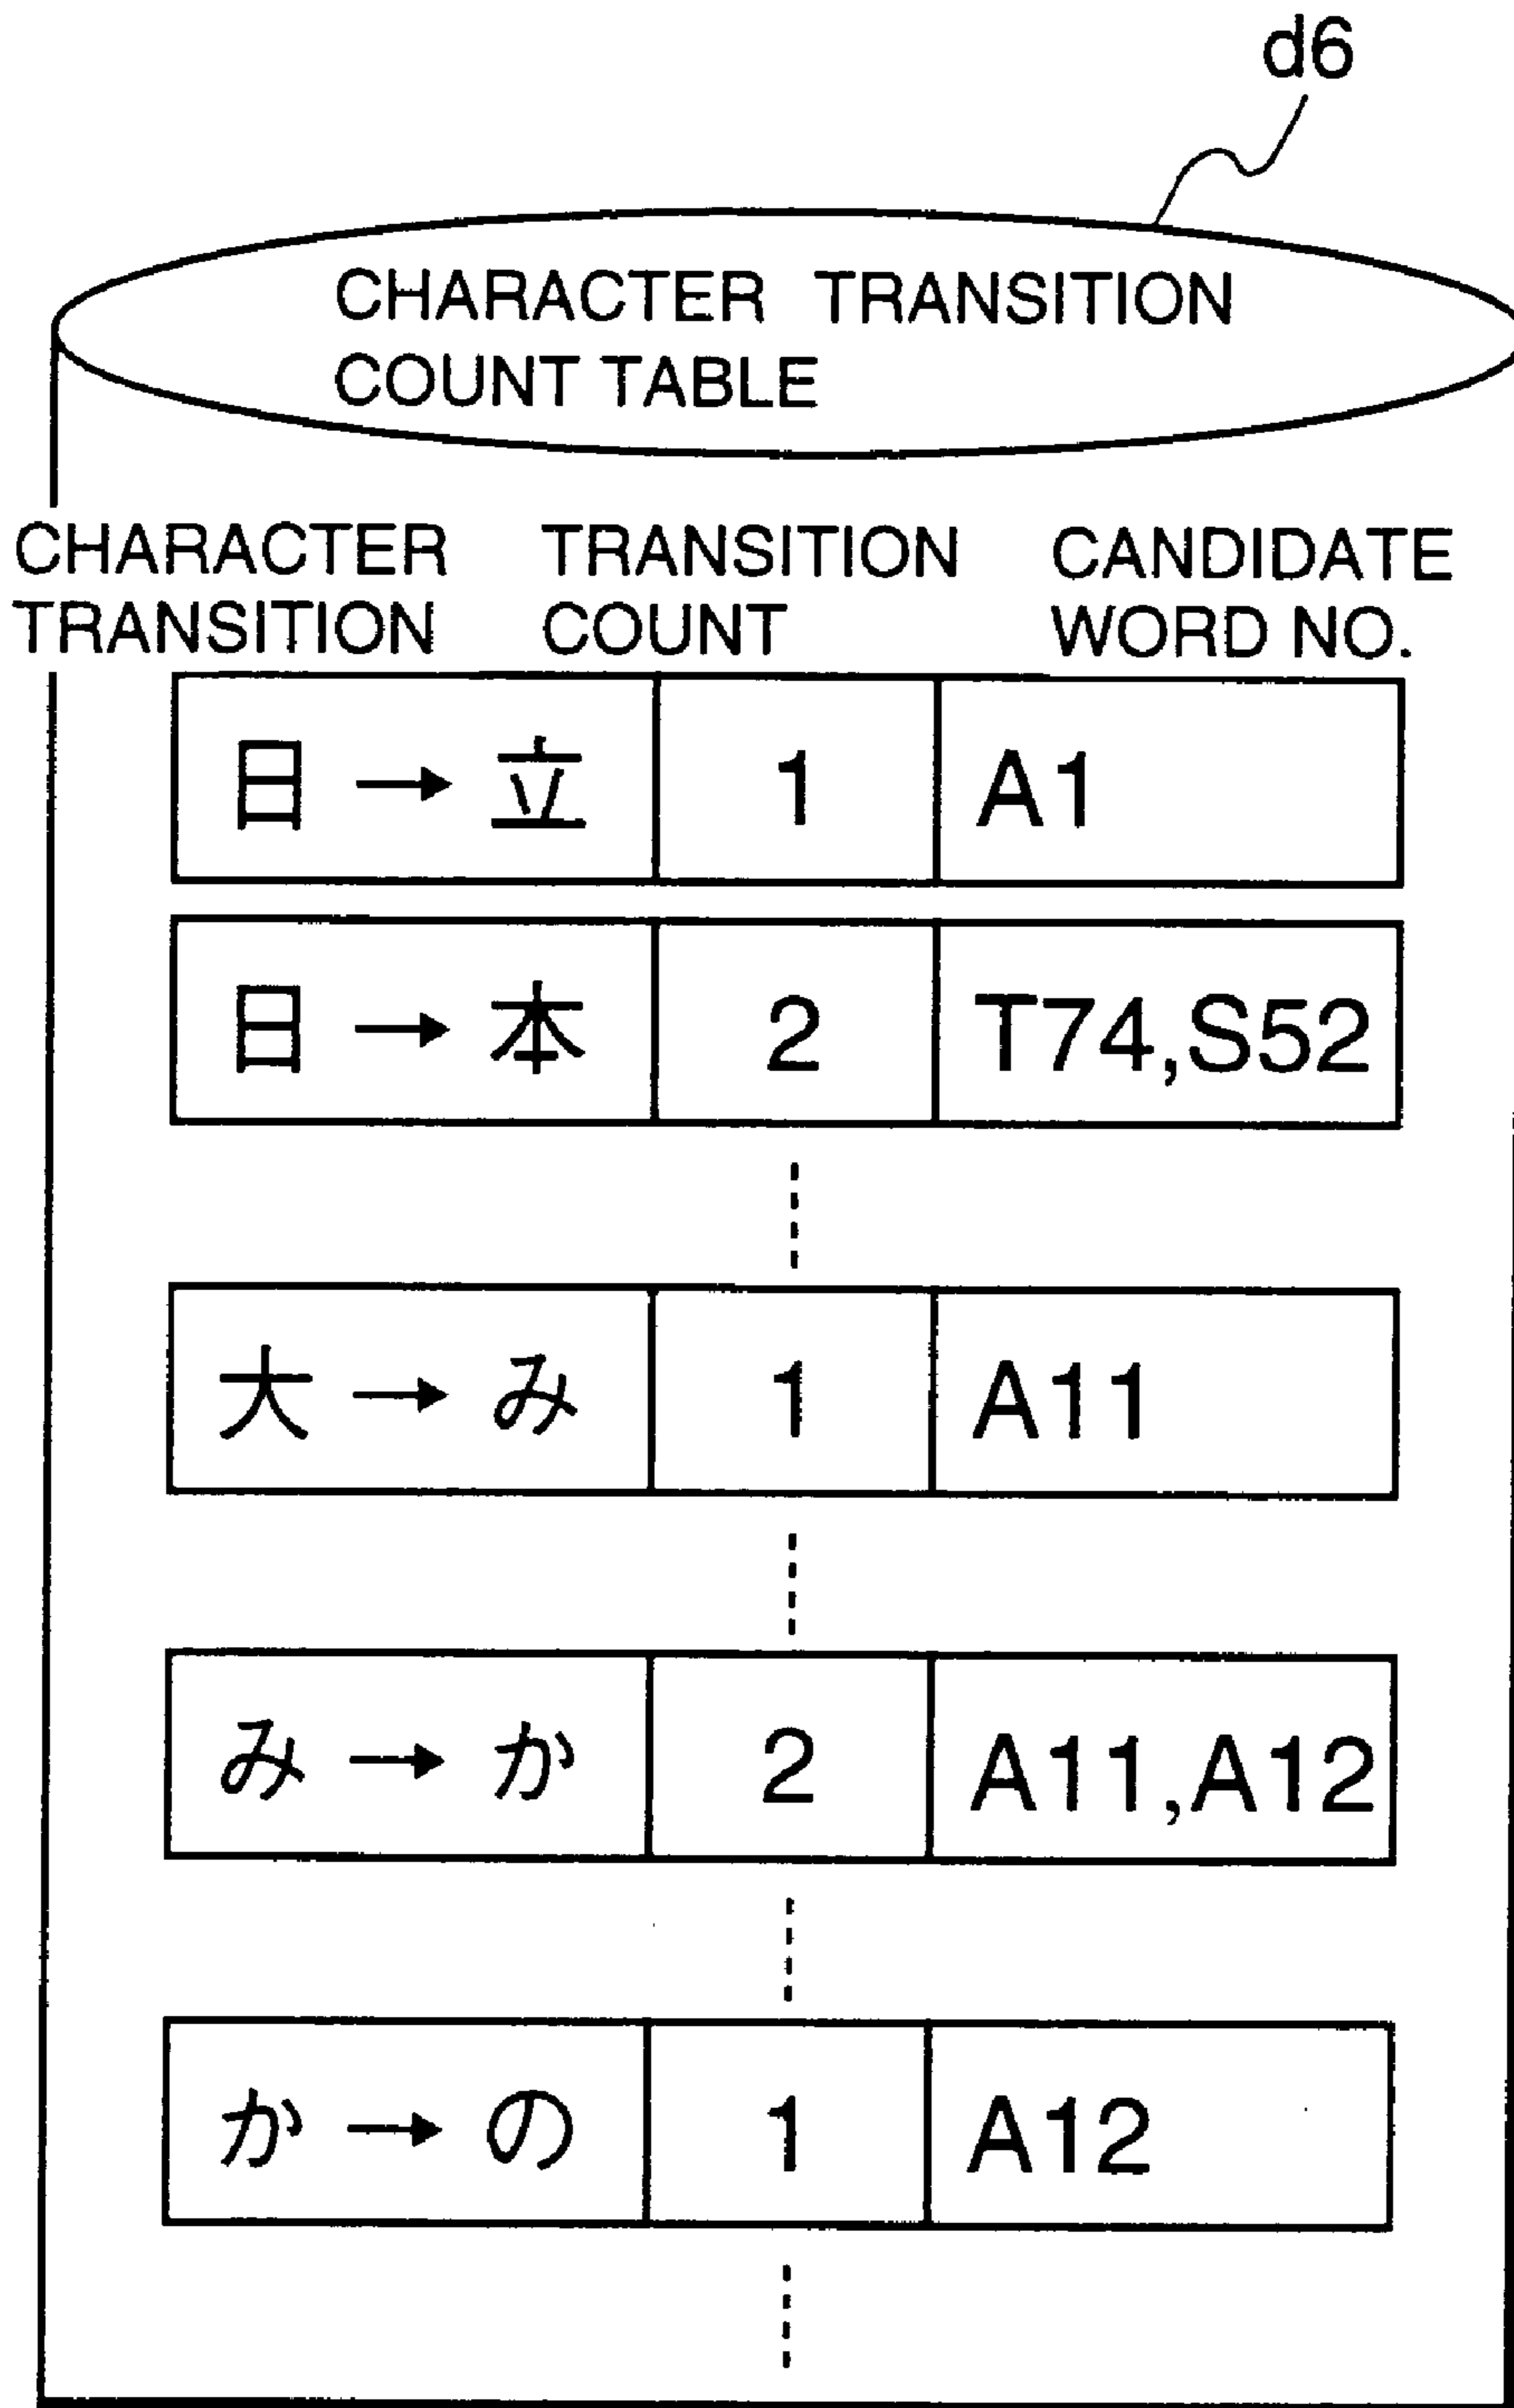 d6
CHARACTER TRANSITION
COUNT TABLE
CHARACTER TRANSITION CANDIDATE
TRANSITION COUNT WORD NO.
日 → 立 1 A1
日 → 本 2 T74,S52
大 → み 1 A11
み → か 2 A11,A12
か → の 1 A12